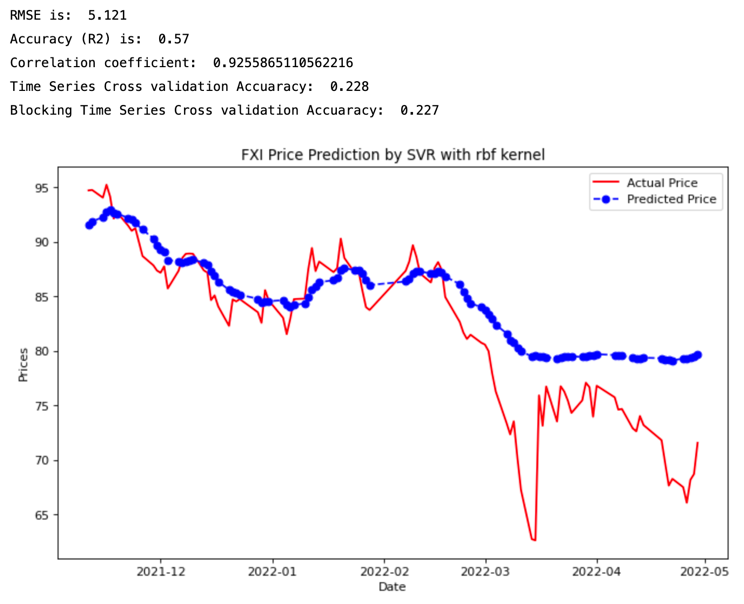 RMSE is:  5.121
Accuracy (R2) is:  0.57
Correlation coefficient:  0.9255865110562216
Time Series Cross validation Accuaracy:  0.228
Blocking Time Series Cross validation Accuaracy:  0.227
FXI Price Prediction by SVR with rbf kernel
Actual Price
Predicted Price
95
90
85
80
75
70
65
Prices
2021-12
2022-01
2022-02
2022-03
2022-04
2022-05
Date